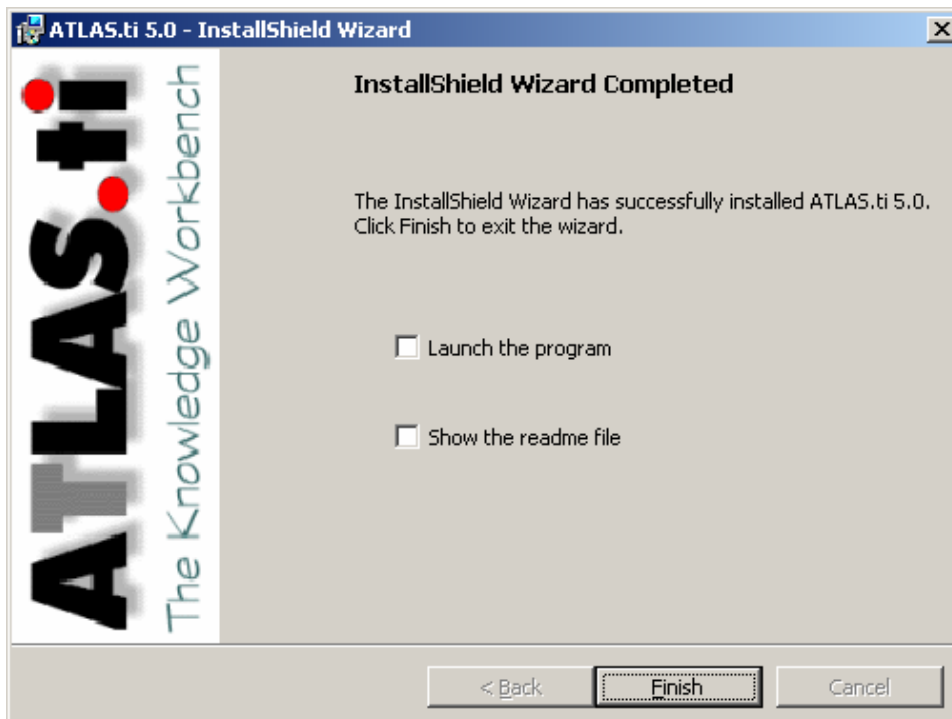 ATLAS.ti 5.0 - InstallShield Wizard
ATLAS.ti
The Knowledge Workbench
InstallShield Wizard Completed
The InstallShield Wizard has successfully installed ATLAS.ti 5.0.
Click Finish to exit the wizard.
Launch the program
Show the readme file
< Back
Finish
Cancel